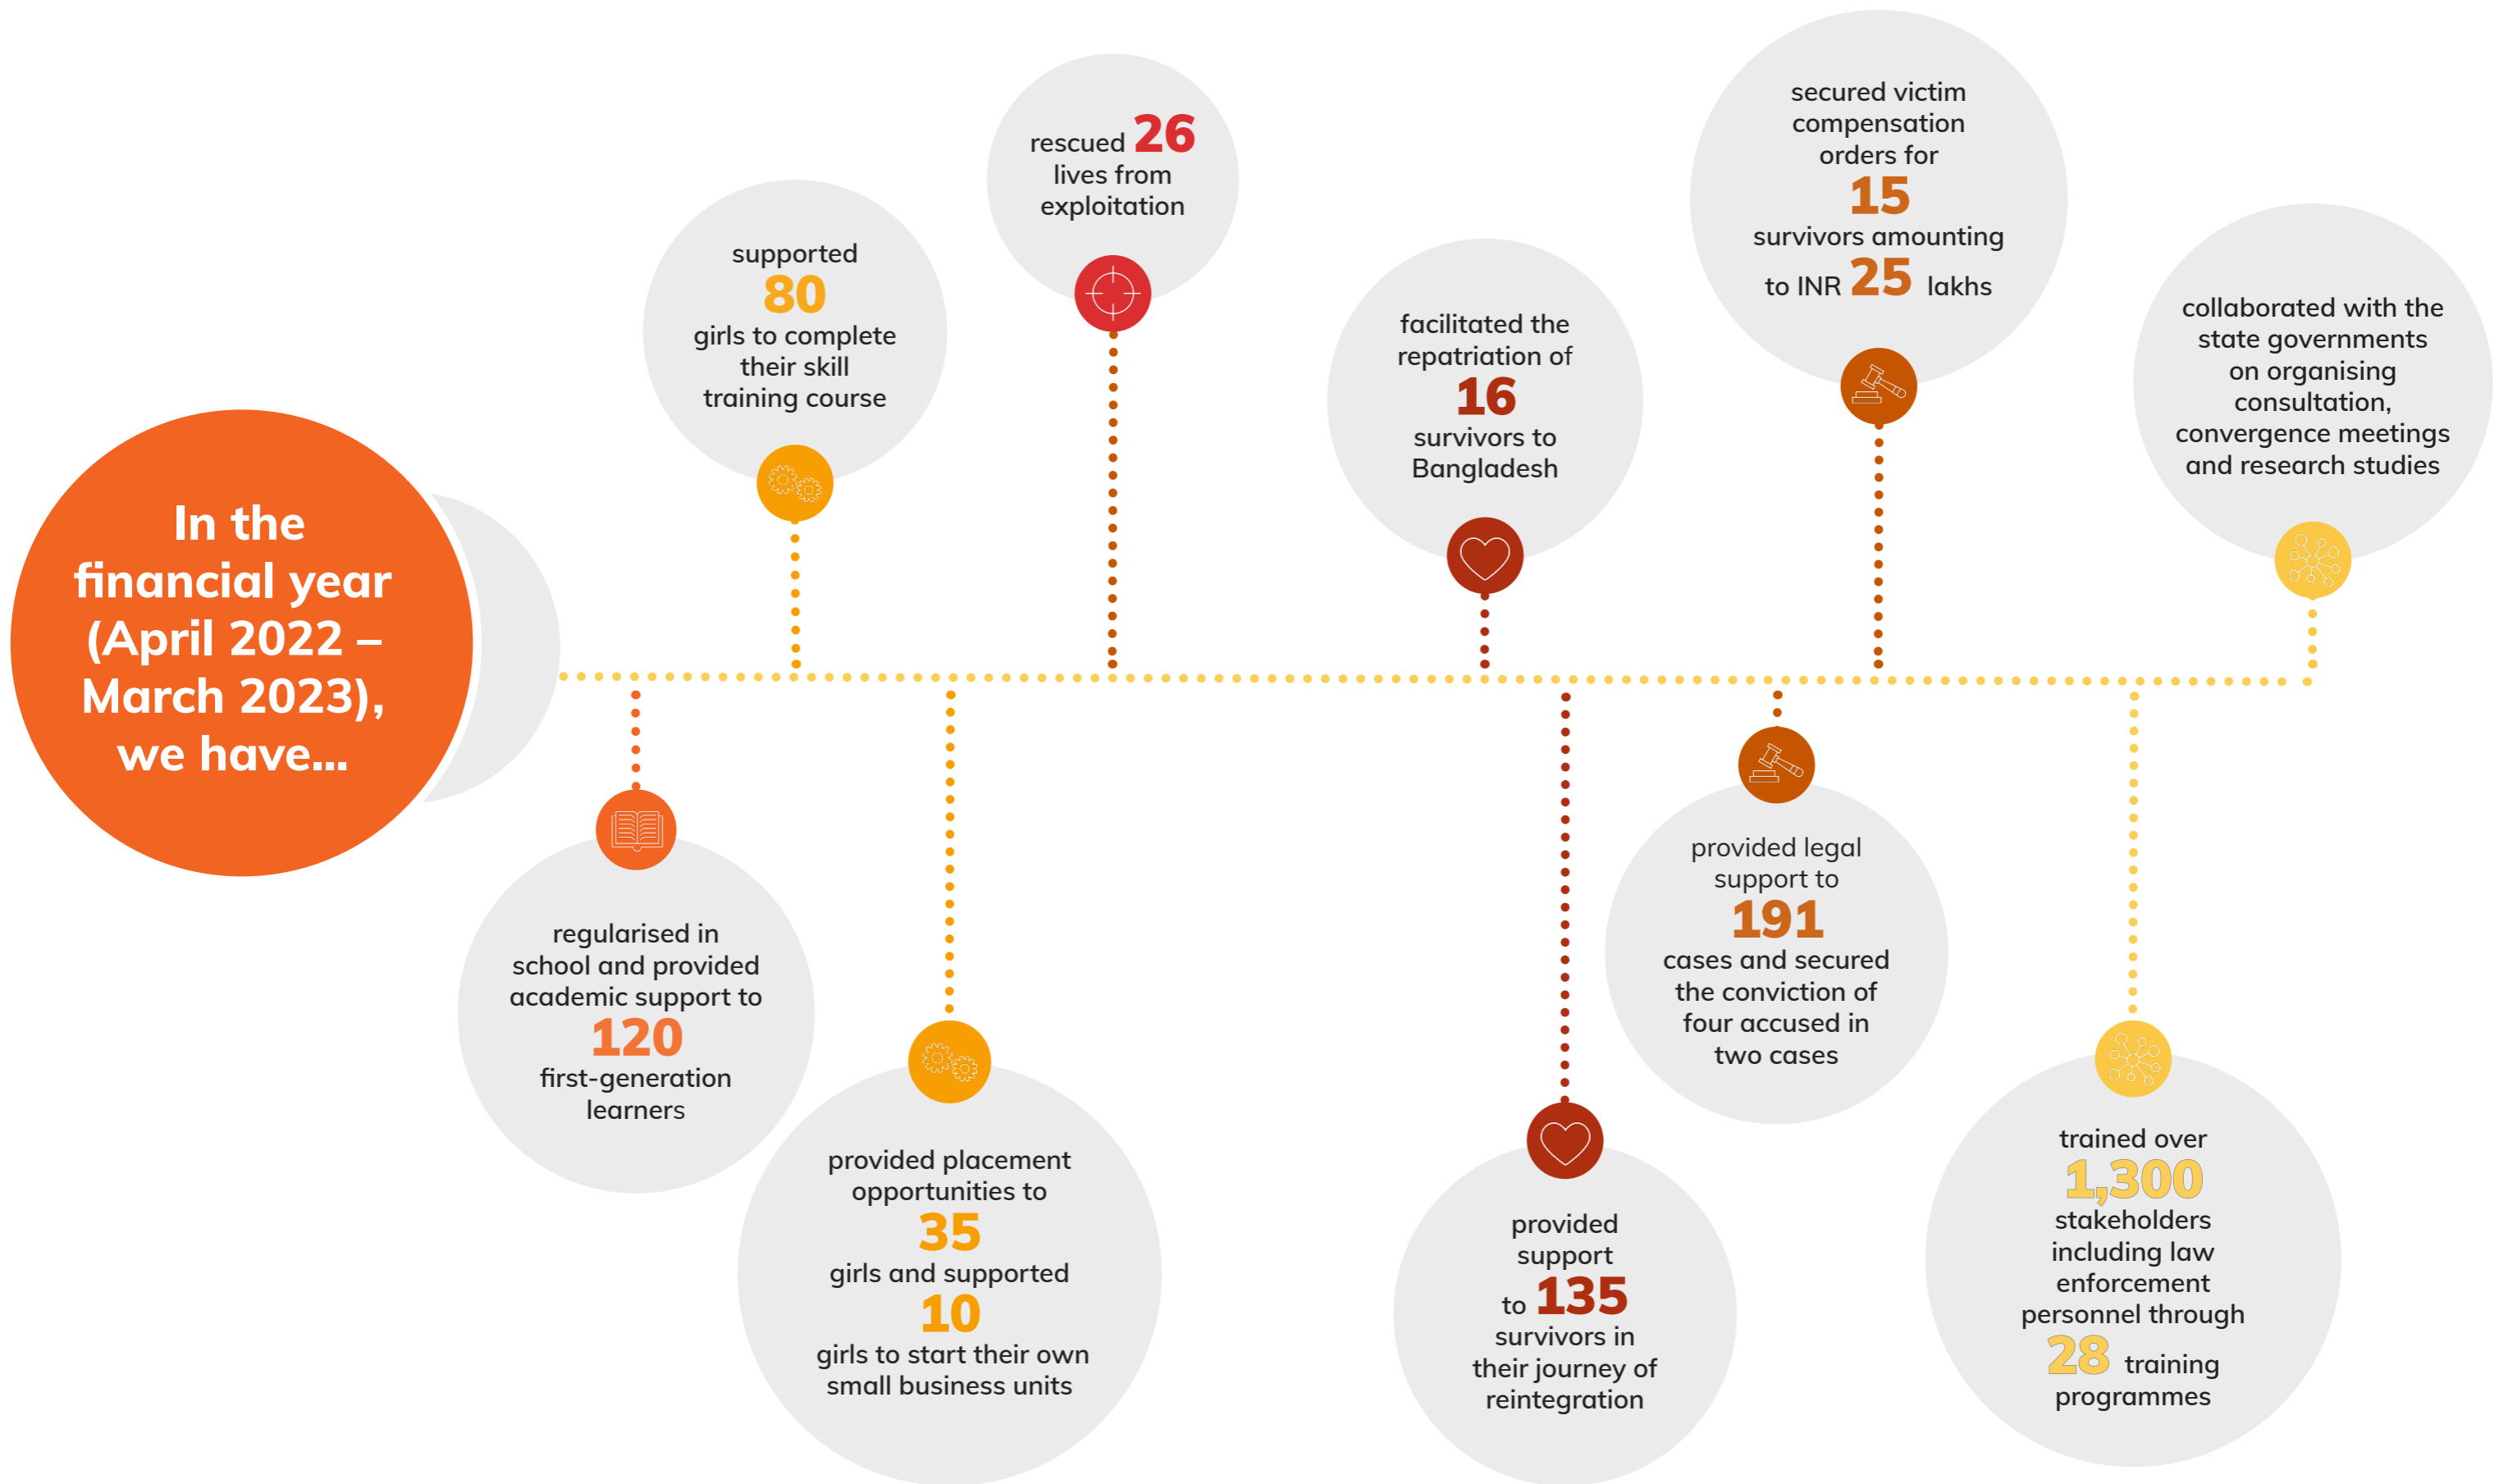 In the
financial year
(April 2022 –
March 2023),
we have...
regularised in
school and provided
academic support to
120
first-generation
learners
supported
80
girls to complete
their skill
training course
provided placement
opportunities to
35
girls and supported
10
girls to start their own
small business units
rescued 26
lives from
exploitation
facilitated the
repatriation of
16
survivors to
Bangladesh
provided
support
to 135
survivors in
their journey of
reintegration
provided legal
support to
191
cases and secured
the conviction of
four accused in
two cases
secured victim
compensation
orders for
15
survivors amounting
to INR 25 lakhs
trained over
1,300
stakeholders
including law
enforcement
personnel through
28 training
programmes
collaborated with the
state governments
on organising
consultation,
convergence meetings
and research studies